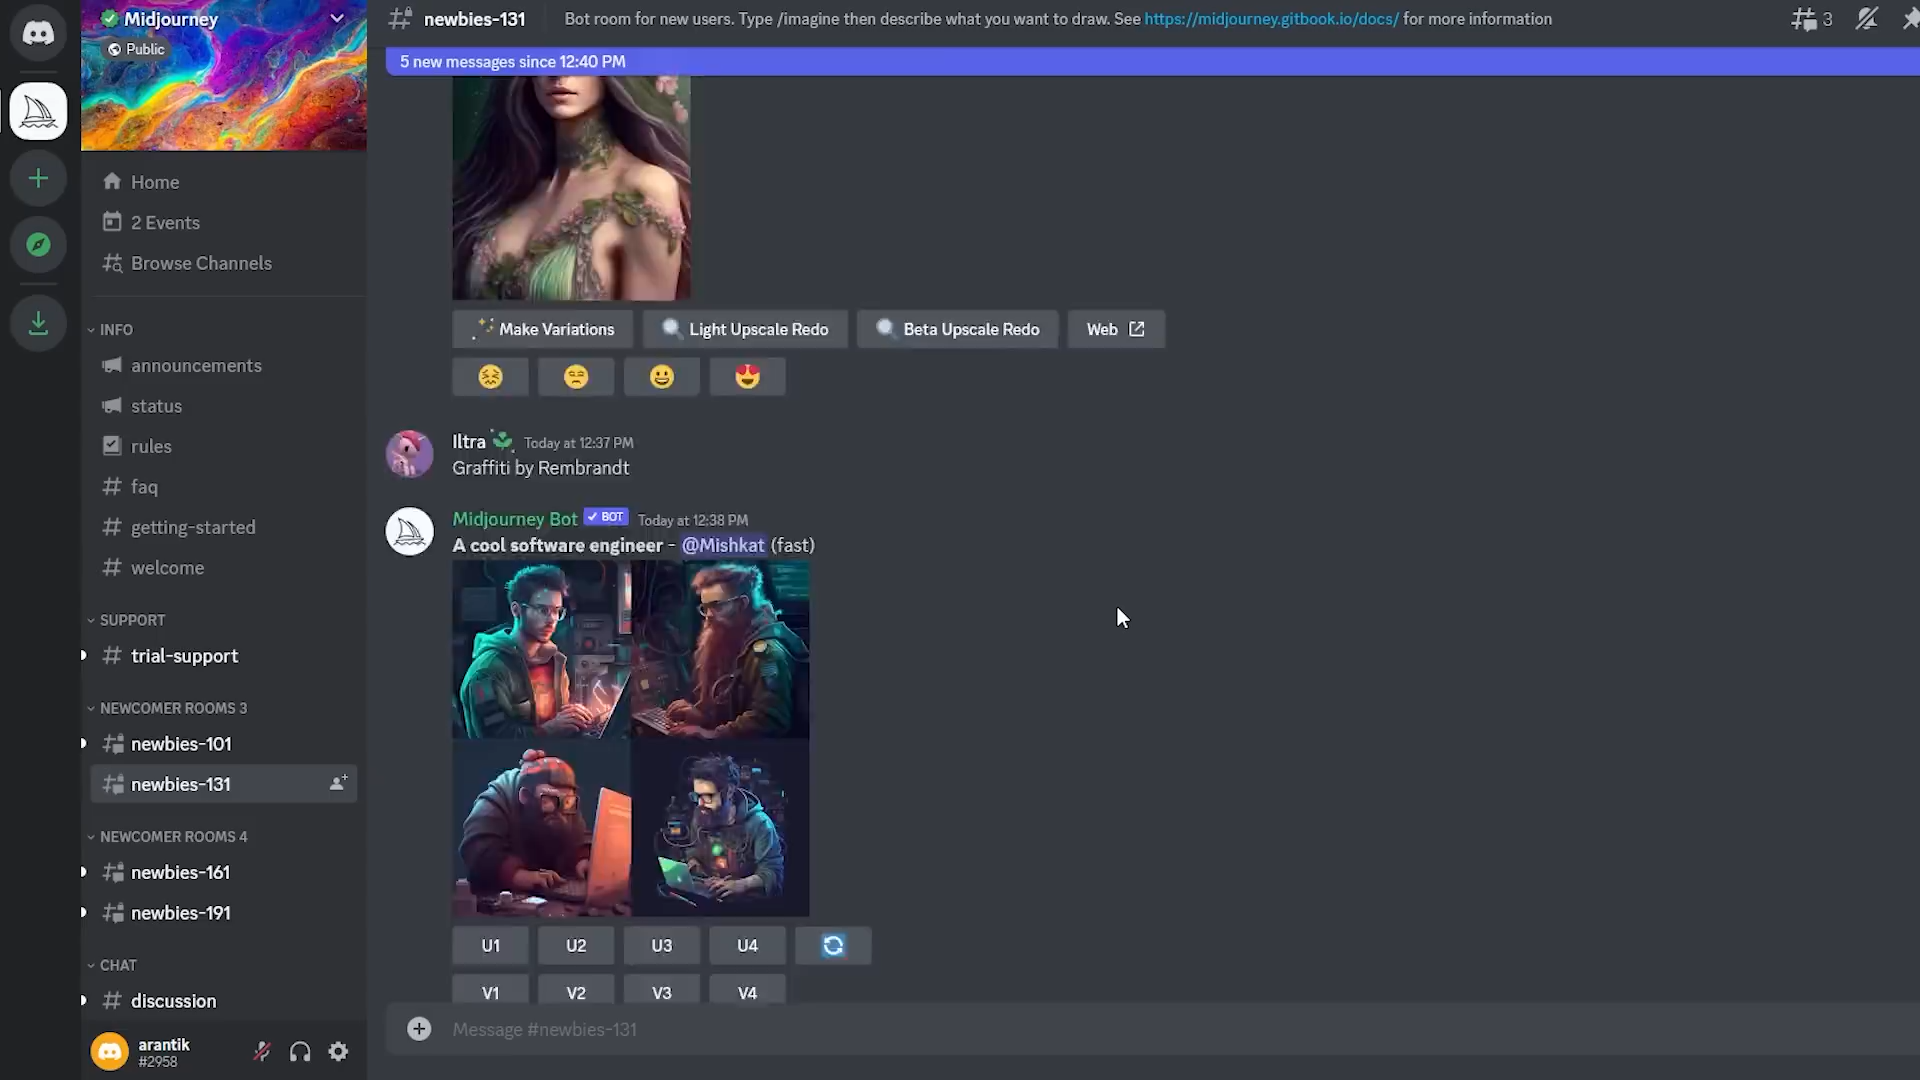 Midjourney
Public
newbies-131
Bot room for new users. Type /imagine then describe what you want to draw. See https://midjourney.gitbook.io/docs/ for more information
3
5 new messages since 12:40 PM
Home
2 Events
Browse Channels
INFO
announcements
status
rules
faq
getting-started
welcome
SUPPORT
trial-support
NEWCOMER ROOMS 3
newbies-101
newbies-131
NEWCOMER ROOMS 4
newbies-161
newbies-191
CHAT
discussion
arantik
#2958
Make Variations
Light Upscale Redo
Beta Upscale Redo
Web
Iltra Today at 12:37 PM
Graffiti by Rembrandt
Midjourney Bot BOT Today at 12:38 PM
A cool software engineer - @Mishkat (fast)
U1 U2 U3 U4
V1 V2 V3 V4
Message #newbies-131